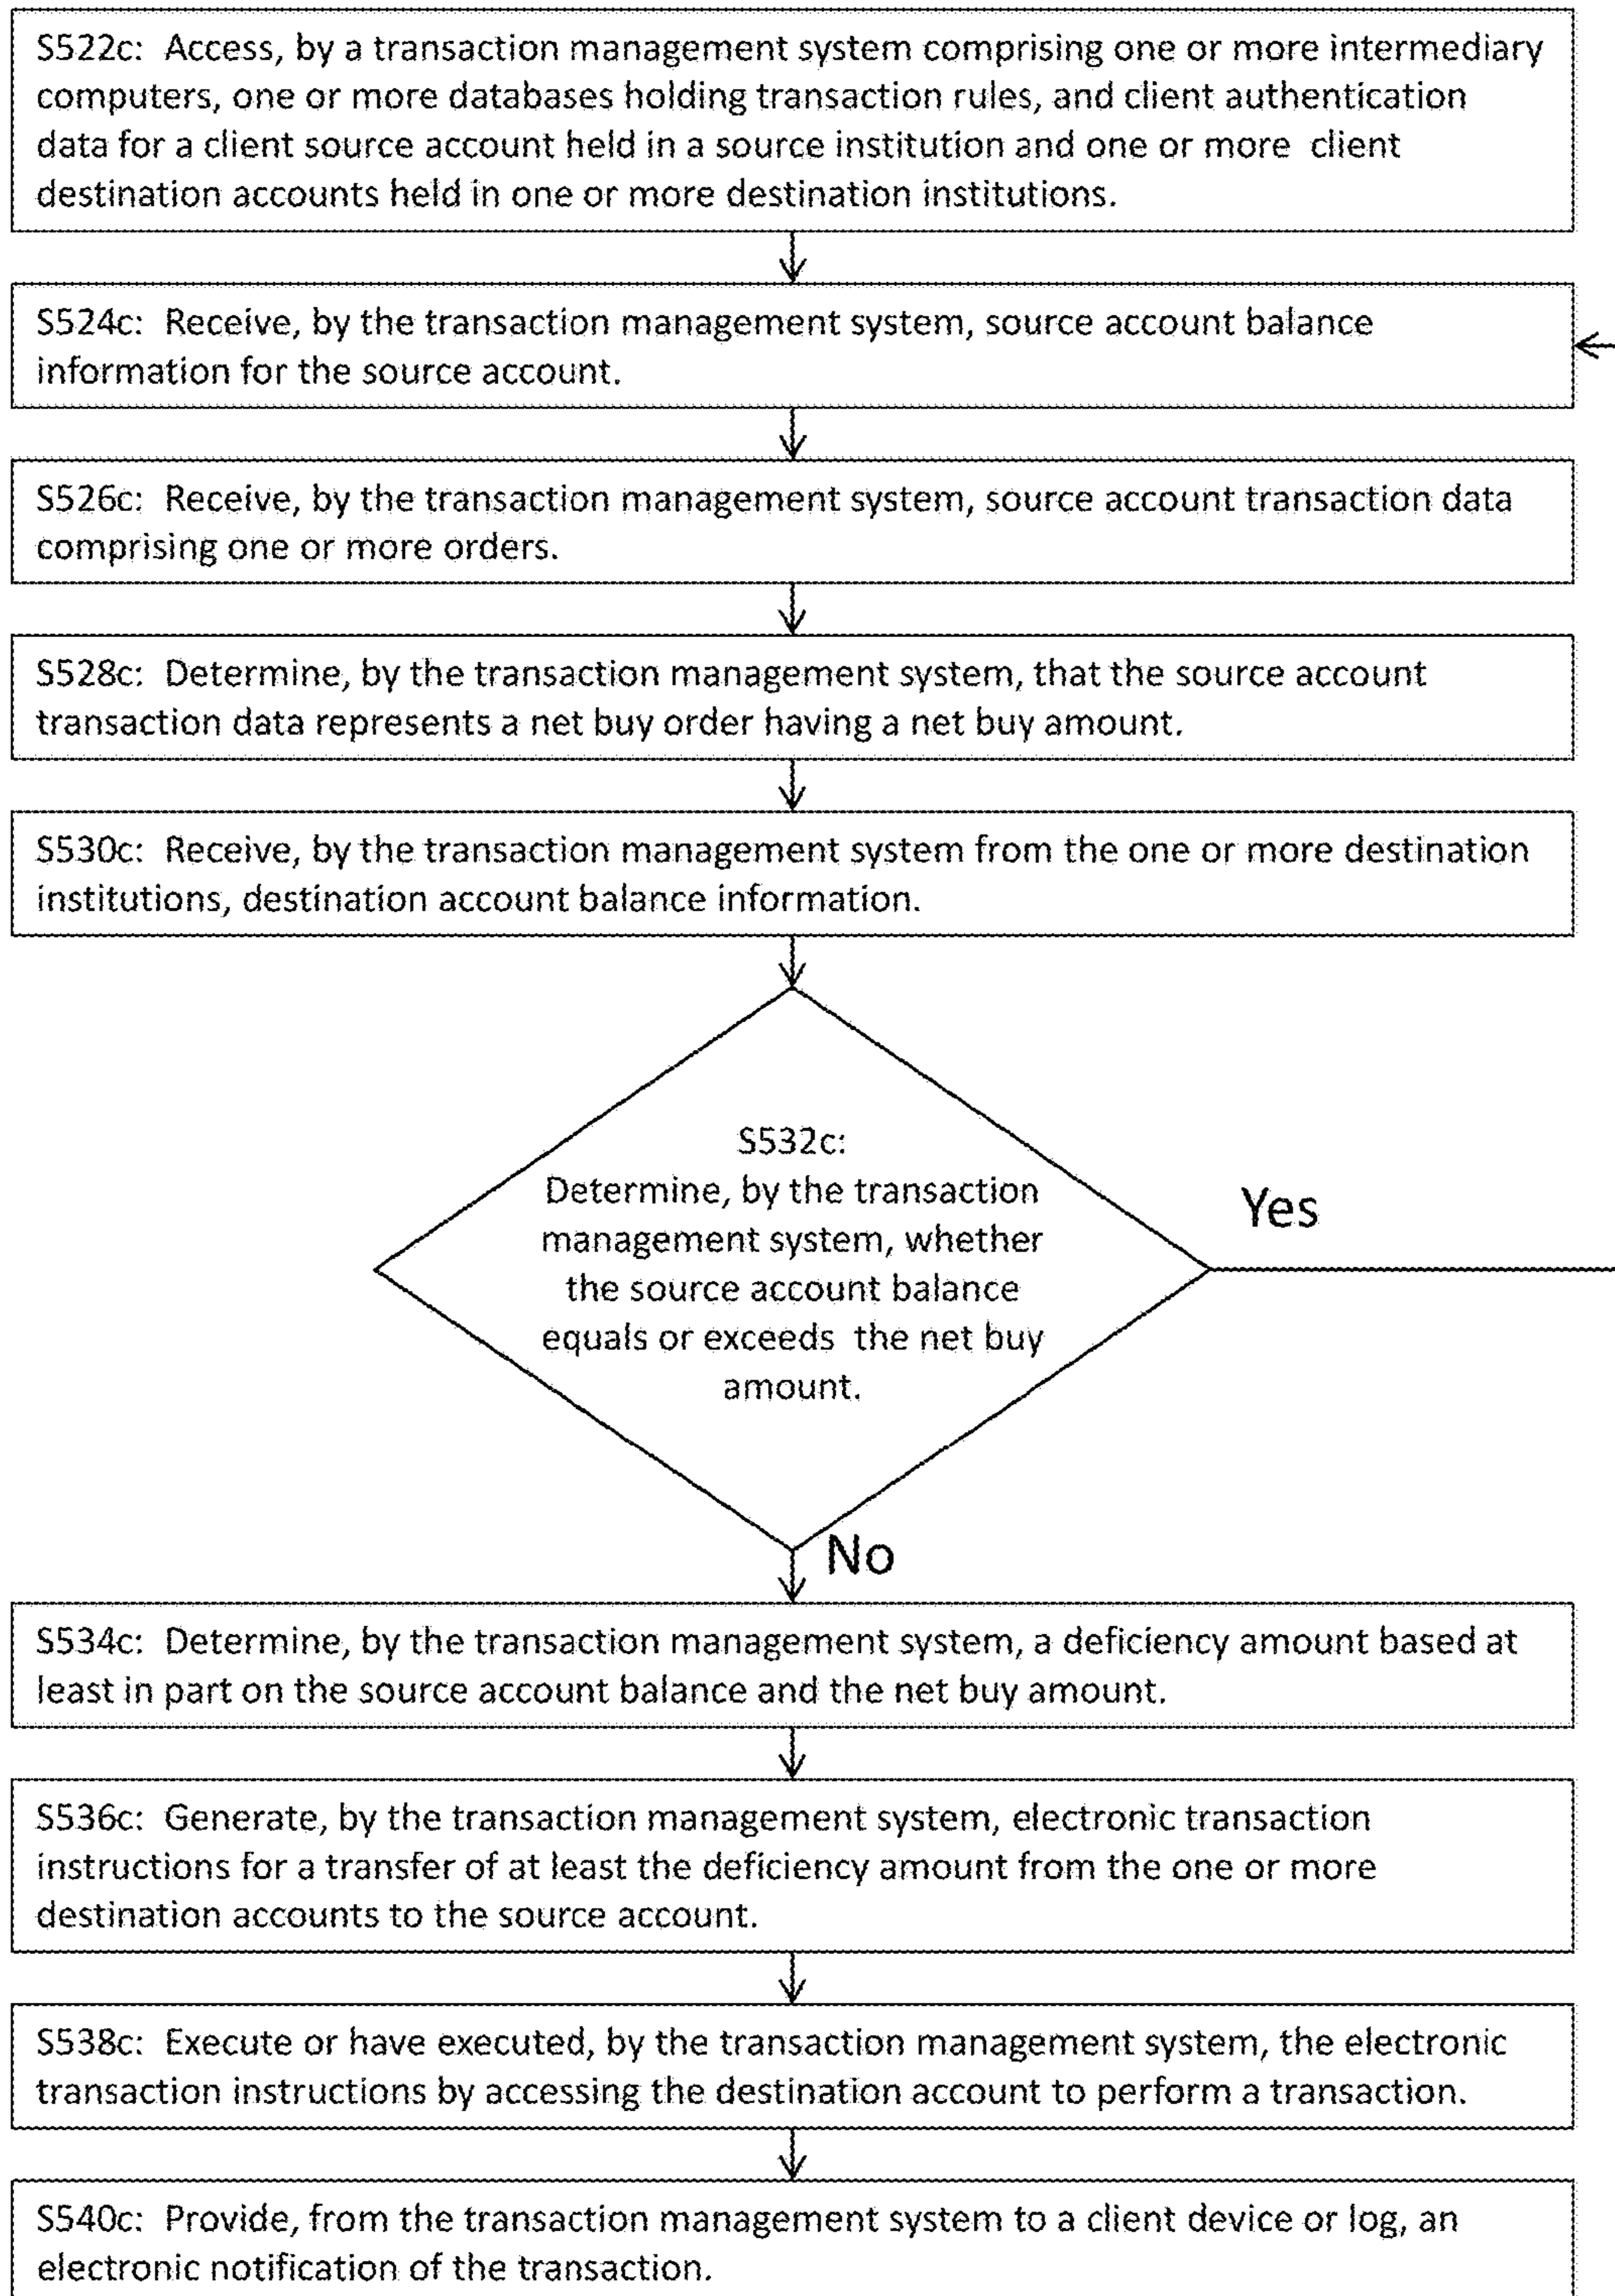 S522c: Access, by a transaction management system comprising one or more intermediary
computers, one or more databases holding transaction rules, and client authentication
data for a client source account held in a source institution and one or more client
destination accounts held in one or more destination institutions.
S524c: Receive, by the transaction management system, source account balance
information for the source account.
S526c: Receive, by the transaction management system, source account transaction data
comprising one or more orders.
S528c: Determine, by the transaction management system, that the source account
transaction data represents a net buy order having a net buy amount.
S530c: Receive, by the transaction management system from the one or more destination
institutions, destination account balance information.
S532c:
Determine, by the transaction
management system, whether
the source account balance
equals or exceeds the net buy
amount.
Yes
No
S534c: Determine, by the transaction management system, a deficiency amount based at
least in part on the source account balance and the net buy amount.
S536c: Generate, by the transaction management system, electronic transaction
instructions for a transfer of at least the deficiency amount from the one or more
destination accounts to the source account.
S538c: Execute or have executed, by the transaction management system, the electronic
transaction instructions by accessing the destination account to perform a transaction.
S540c: Provide, from the transaction management system to a client device or log, an
electronic notification of the transaction.